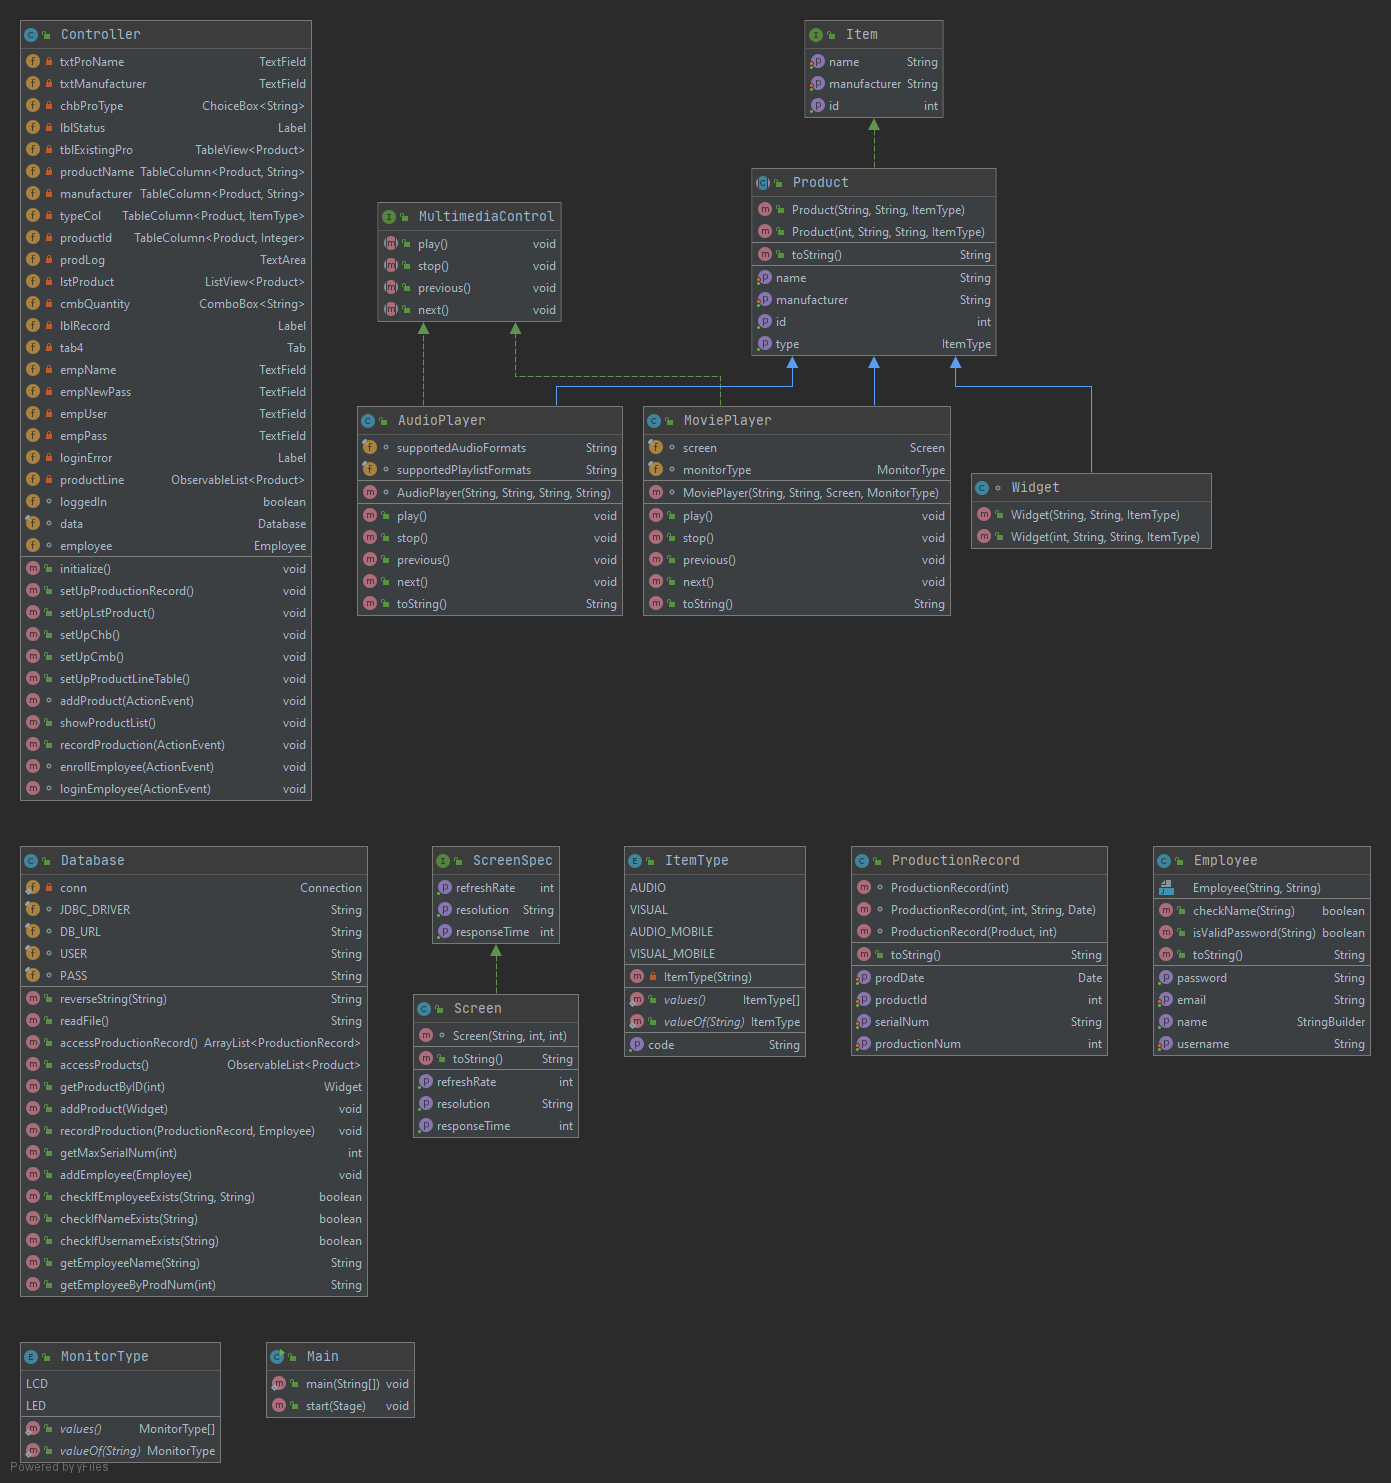 Controller
txtProName TextField
txtManufacturer TextField
chbProType ChoiceBox<String>
lblStatus Label
tblExistingPro TableView<Product>
productName TableColumn<Product, String>
manufacturer TableColumn<Product, String>
typeCol TableColumn<Product, ItemType>
productId TableColumn<Product, Integer>
prodLog TextArea
lstProduct ListView<Product>
cmbQuantity ComboBox<String>
lblRecord Label
tab4 Tab
empName TextField
empNewPass TextField
empUser TextField
empPass TextField
loginError Label
productLine ObservableList<Product>
loggedIn boolean
data Database
employee Employee
initialize() void
setUpProductionRecord() void
setUpLstProduct() void
setUpChb() void
setUpCmb() void
setUpProductLineTable() void
addProduct(ActionEvent) void
showProductList() void
recordProduction(ActionEvent) void
enrollEmployee(ActionEvent) void
loginEmployee(ActionEvent) void
Item
name String
manufacturer String
id int
Product
Product(String, String, ItemType)
Product(int, String, String, ItemType)
toString() String
name String
manufacturer String
id int
type ItemType
MultimediaControl
play() void
stop() void
previous() void
next() void
AudioPlayer
supportedAudioFormats String
supportedPlaylistFormats String
AudioPlayer(String, String, String, String)
play() void
stop() void
previous() void
next() void
toString() String
MoviePlayer
screen Screen
monitorType MonitorType
MoviePlayer(String, String, Screen, MonitorType)
play() void
stop() void
previous() void
next() void
toString() String
Widget
Widget(String, String, ItemType)
Widget(int, String, String, ItemType)
Database
conn Connection
JDBC_DRIVER String
DB_URL String
USER String
PASS String
reverseString(String) String
readFile() String
accessProductionRecord() ArrayList<ProductionRecord>
accessProducts() ObservableList<Product>
getProductByID(int) Widget
addProduct(Widget) void
recordProduction(ProductionRecord, Employee) void
getMaxSerialNum(int) int
addEmployee(Employee) void
checkIfEmployeeExists(String, String) boolean
checkIfNameExists(String) boolean
checkIfUsernameExists(String) boolean
getEmployeeName(String) String
getEmployeeByProdNum(int) String
ScreenSpec
refreshRate int
resolution String
responseTime int
Screen
Screen(String, int, int)
toString() String
refreshRate int
resolution String
responseTime int
ItemType
AUDIO
VISUAL
AUDIO_MOBILE
VISUAL_MOBILE
ItemType(String)
values() ItemType[]
valueOf(String) ItemType
code String
ProductionRecord
ProductionRecord(int)
ProductionRecord(int, int, String, Date)
ProductionRecord(Product, int)
toString() String
prodDate Date
productId int
serialNum String
productionNum int
Employee
Employee(String, String)
checkName(String) boolean
isValidPassword(String) boolean
toString() String
password String
email String
name StringBuilder
username String
MonitorType
LCD
LED
values() MonitorType[]
valueOf(String) MonitorType
Main
main(String[]) void
start(Stage) void
Powered by yFiles